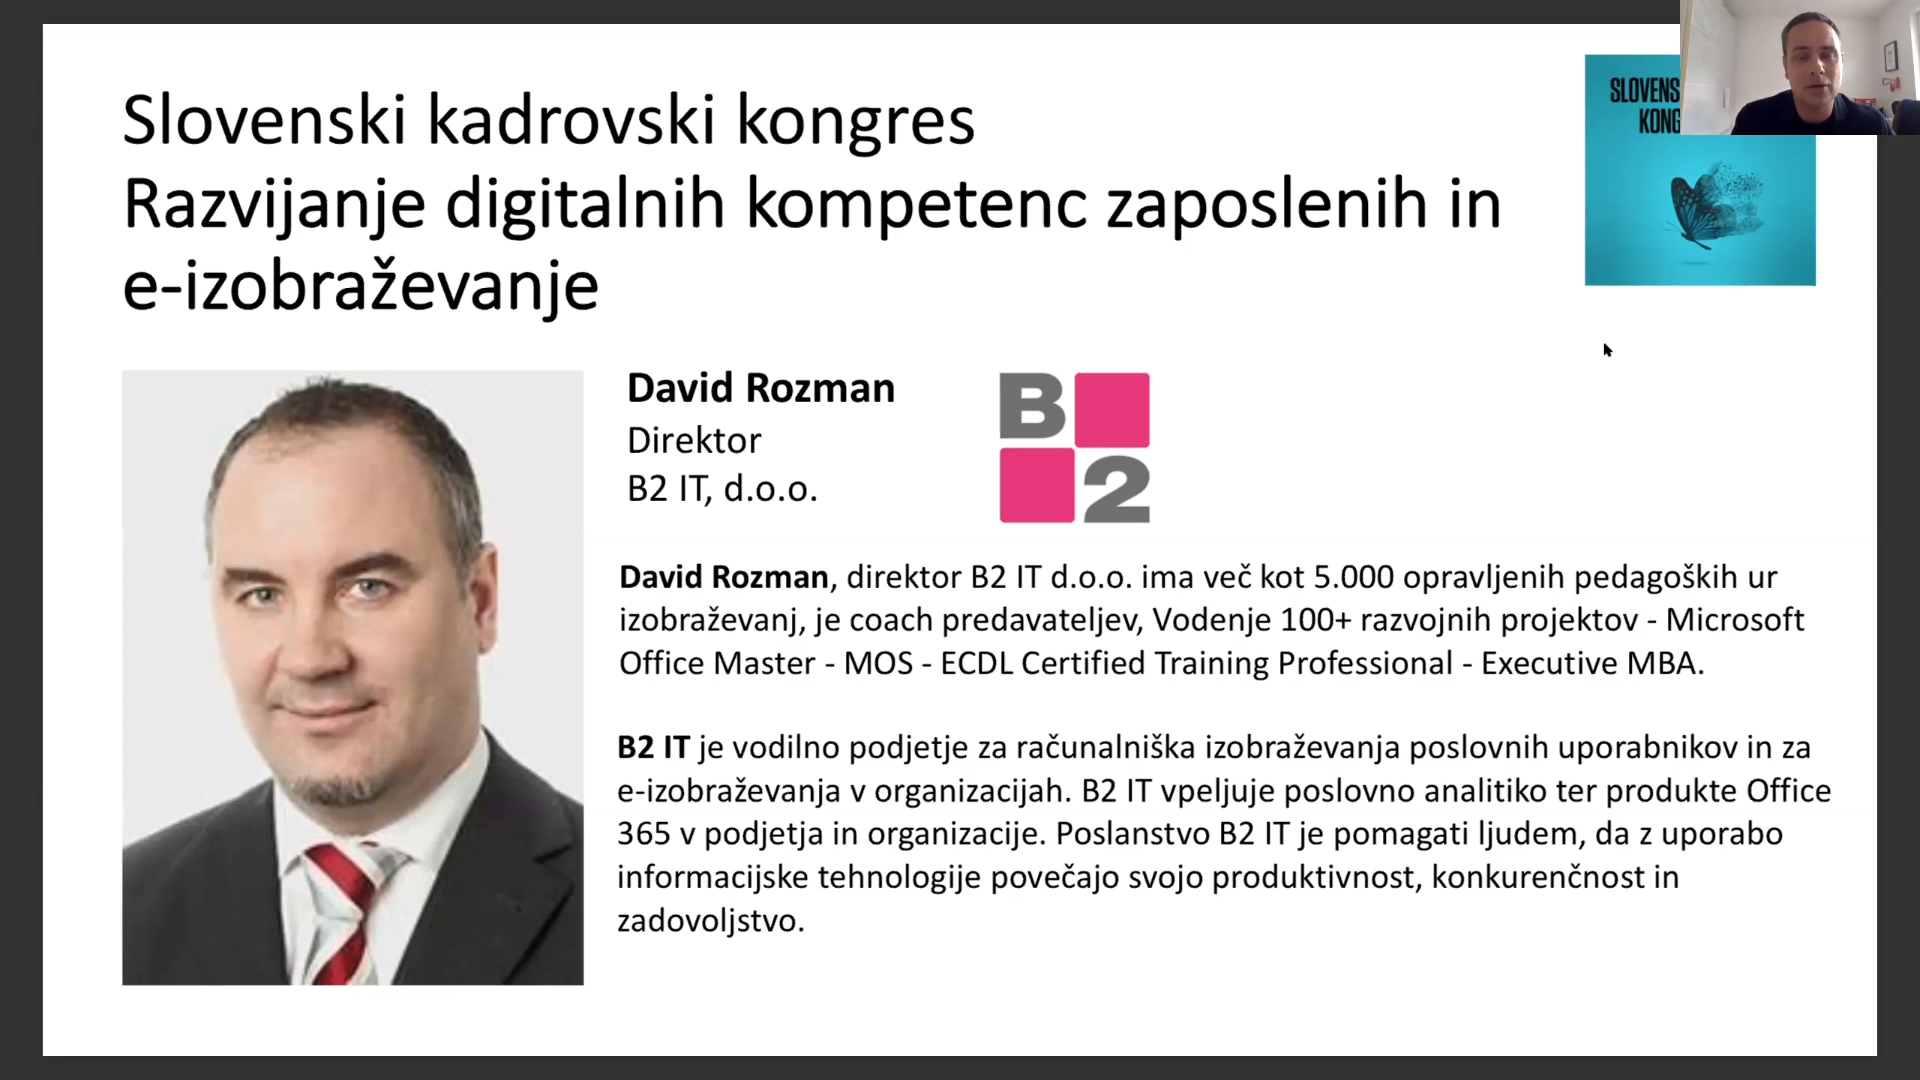 Slovenski kadrovski kongres
Razvijanje digitalnih kompetenc zaposlenih in
e-izobraževanje
David Rozman
Direktor
B2 IT, d.o.o.
B
2
David Rozman, direktor B2 IT d.o.o. ima več kot 5.000 opravljenih pedagoških ur
izobraževanj, je coach predavateljev, Vodenje 100+ razvojnih projektov - Microsoft
Office Master - MOS - ECDL Certified Training Professional - Executive MBA.
B2 IT je vodilno podjetje za računalniška izobraževanja poslovnih uporabnikov in za
e-izobraževanja v organizacijah. B2 IT vpeljuje poslovno analitiko ter produkte Office
365 v podjetja in organizacije. Poslanstvo B2 IT je pomagati ljudem, da z uporabo
informacijske tehnologije povečajo svojo produktivnost, konkurenčnost in
zadovoljstvo.